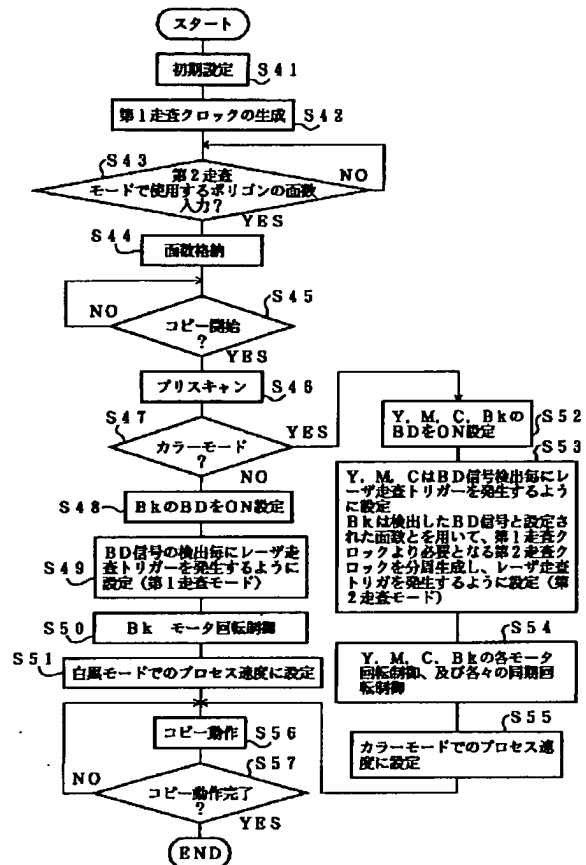 スタート
初期設定
S41
第1走査クロックの生成
S42
S43
第2走査
モードで使用するポリゴンの面数
入力?
NO
YES
S44
面数格納
S45
NO
コピー開始
?
YES
プリスキャン
S46
S47
カラーモード
?
YES
NO
S48
BkのBDをON設定
S49
BD信号の検出毎にレーザ走
査トリガーを発生するように
設定(第1走査モード)
S50
Bk モータ回転制御
S51
白黒モードでのプロセス速度に設定
S52
Y.M.C.Bkの
BDをON設定
S53
Y.M.CはBD信号検出毎にレ
ーザ走査トリガーを発生するよう
に設定
Bkは検出したBD信号と設定さ
れた面数とを用いて、第1走査ク
ロックより必要となる第2走査ク
ロックを分周生成し、レーザ走査ト
リガを発生するように設定(第
2走査モード)
S54
Y.M.C.Bkの各モータ
回転制御、及び各々の同期回
転制御
S55
カラーモードでのプロセス速
度に設定
コピー動作
S56
S57
NO
コピー動作完了
?
YES
END